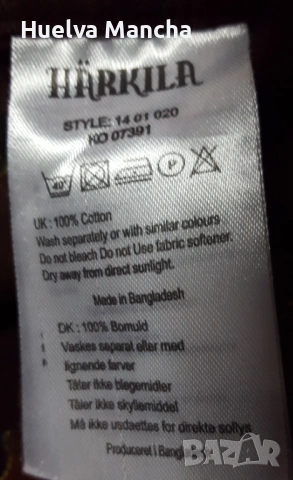 Huelva Mancha
HÄRKILA
STYLE: 14 01 020
KO 07391
40°
P
UK: 100% Cotton
Wash separately or with similar colours
Do not bleach Do not Use fabric softener.
Dry away from direct sunlight.
Made in Bangladesh
DK: 100% Bomuld
Vaskes separat eller med
lignende farver
Tåler ikke blegemidler
Tåler ikke skyllemiddel
Må ikke usdættes for direkte sollys
Produceret i Bangla
bazar.bg